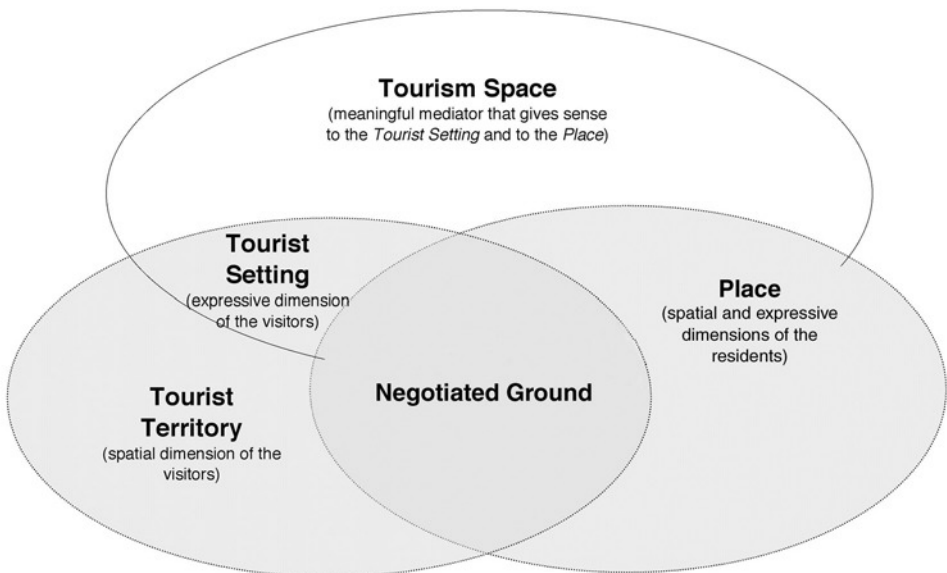 Tourism Space
(meaningful mediator that gives sense
to the Tourist Setting and to the Place)
Tourist
Setting
(expressive dimension
of the visitors)
Place
(spatial and expressive
dimensions of the
residents)
Negotiated Ground
Tourist
Territory
(spatial dimension of the
visitors)